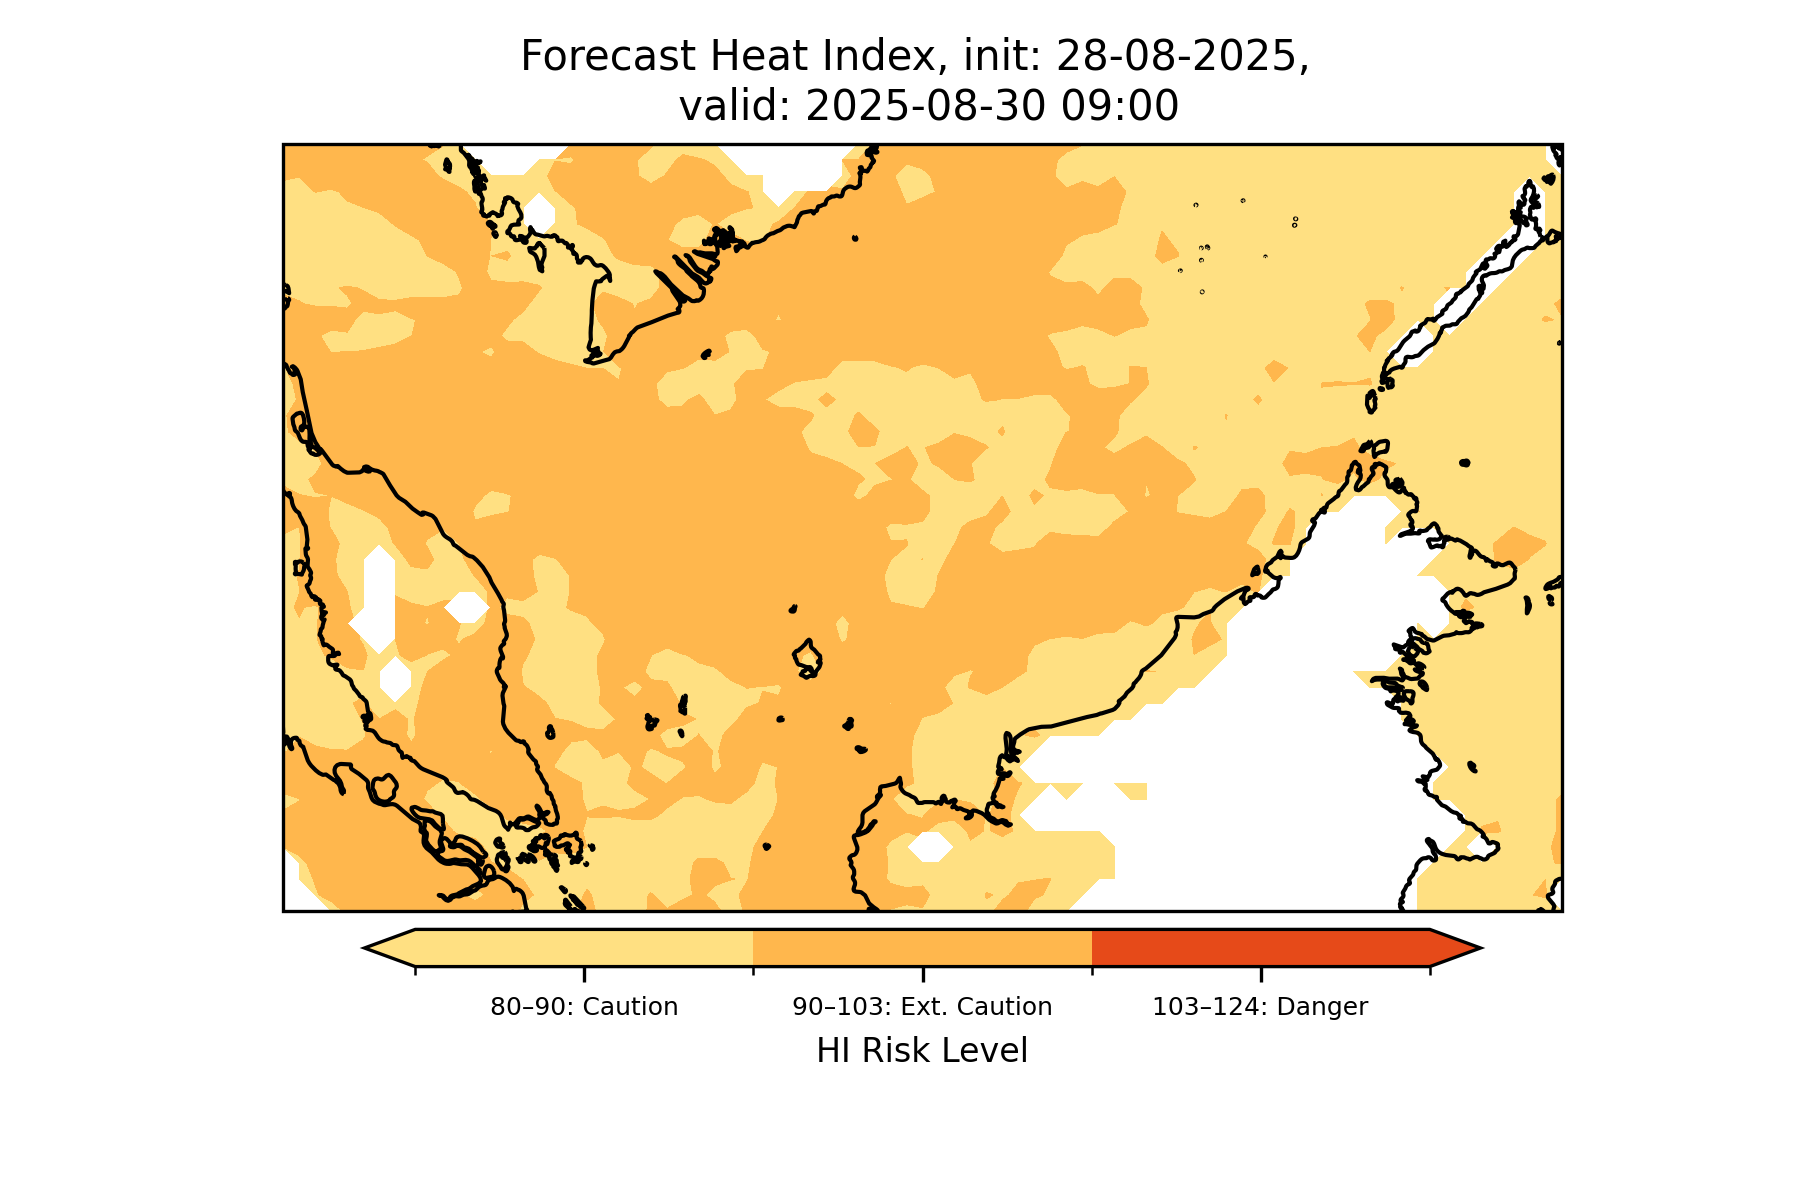 Forecast Heat Index, init: 28-08-2025,
valid: 2025-08-30 09:00
80–90: Caution
90–103: Ext. Caution
103–124: Danger
HI Risk Level